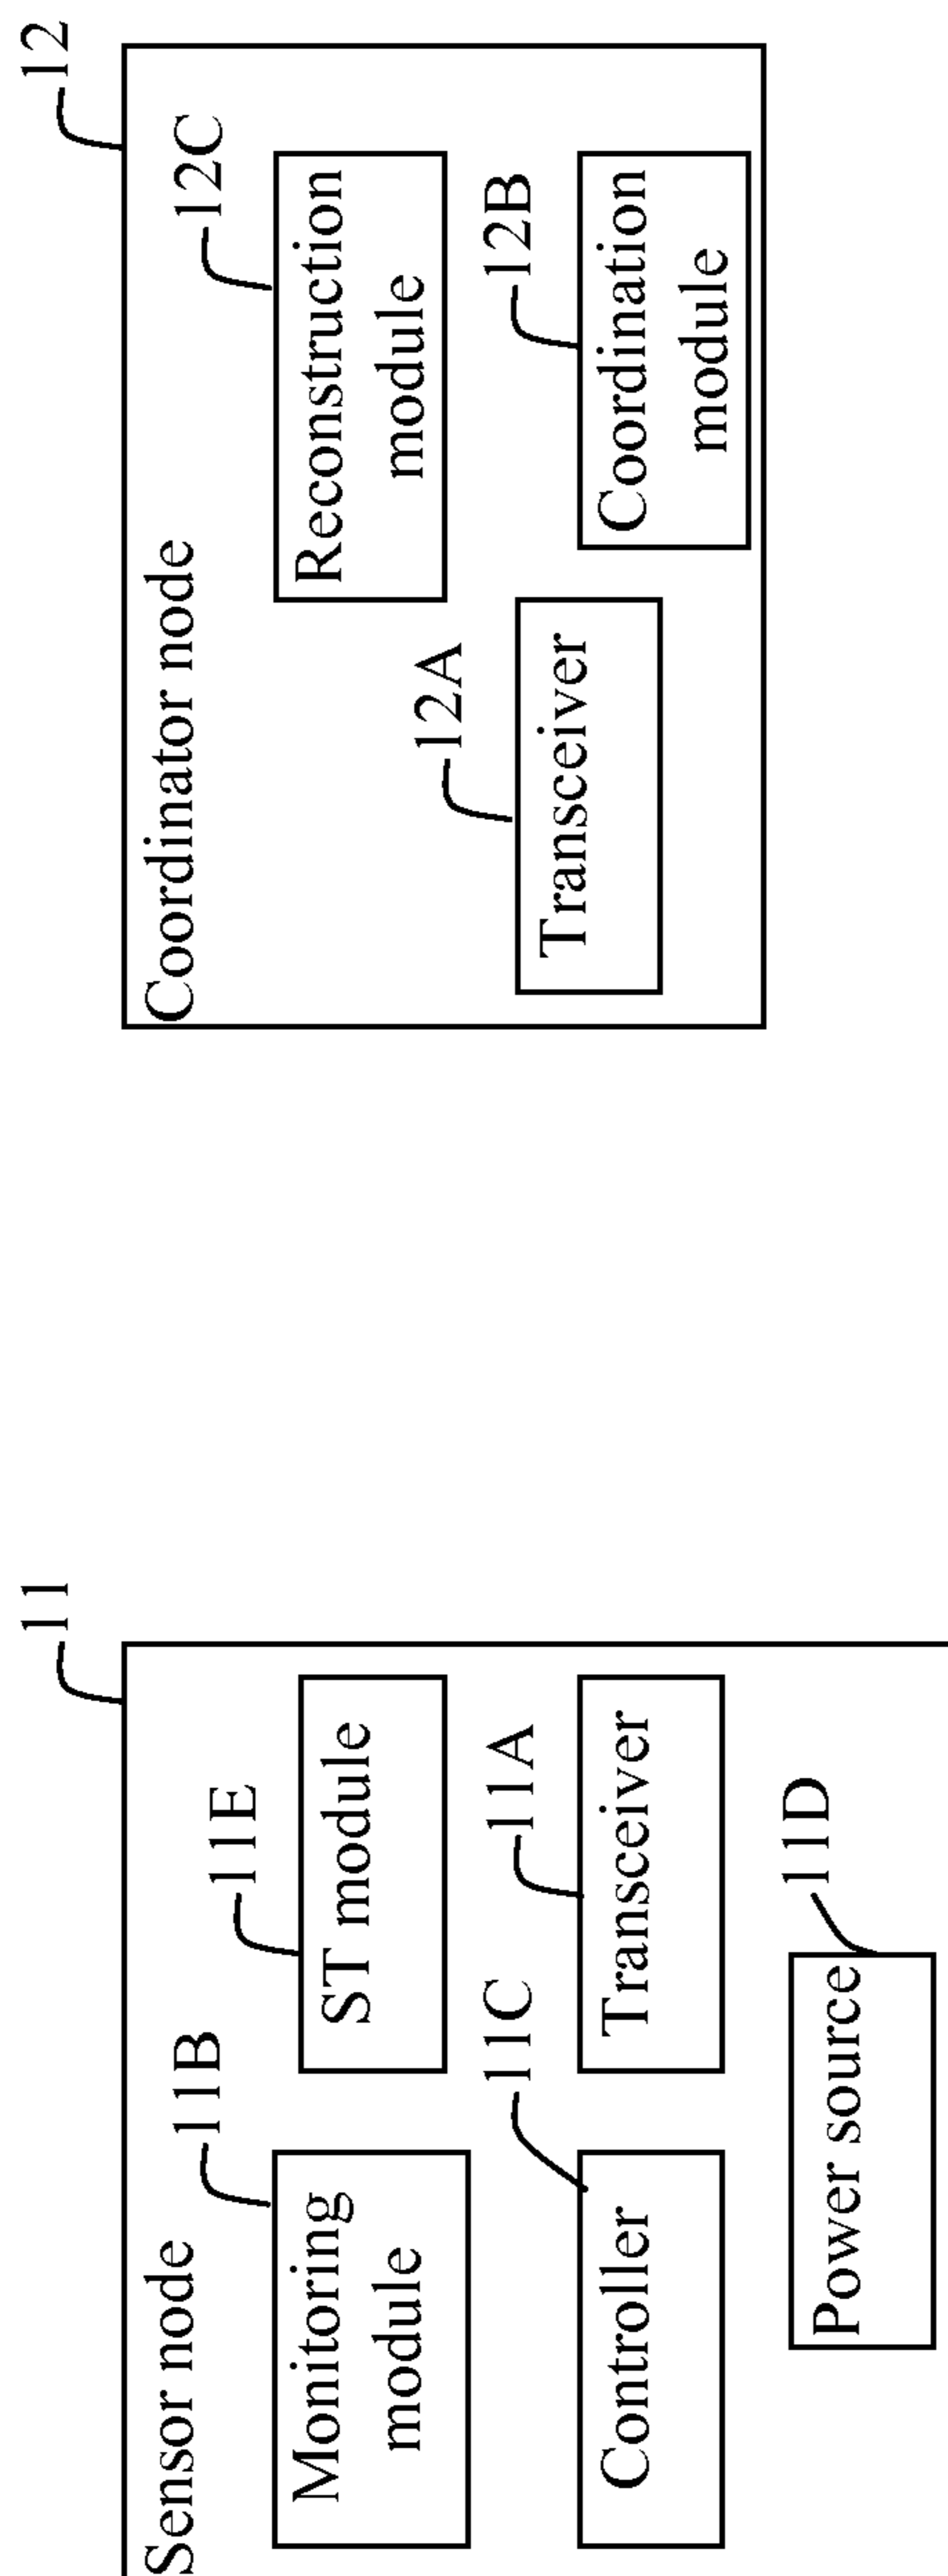 11
Sensor node
11B
Monitoring
module
11E
ST module
11C
Controller
11A
Transceiver
11D
Power source
12
Coordinator node
12C
Reconstruction
module
12A
Transceiver
12B
Coordination
module